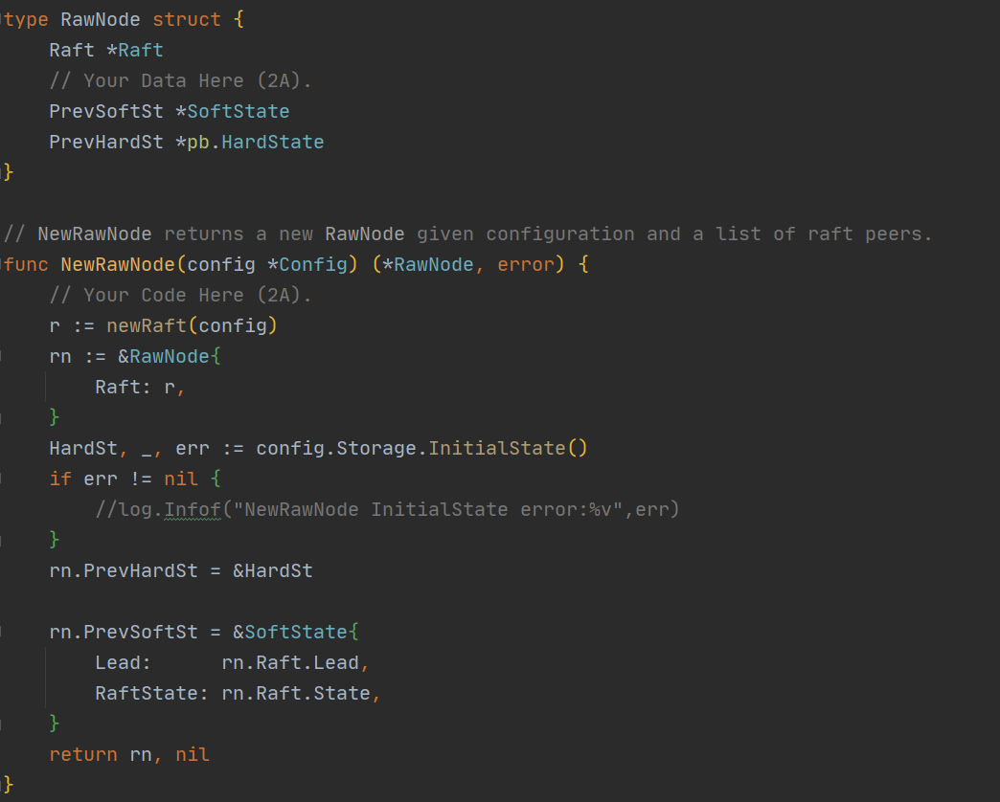 type RawNode struct {
    Raft *Raft
    // Your Data Here (2A).
    PrevSoftSt *SoftState
    PrevHardSt *pb.HardState
}
// NewRawNode returns a new RawNode given configuration and a list of raft peers.
func NewRawNode(config *Config) (*RawNode, error) {
    // Your Code Here (2A).
    r := newRaft(config)
    rn := &RawNode{
        Raft: r,
    }
    HardSt, _, err := config.Storage.InitialState()
    if err != nil {
        //log.Infof("NewRawNode InitialState error:%v",err)
    }
    rn.PrevHardSt = &HardSt
    rn.PrevSoftSt = &SoftState{
        Lead:      rn.Raft.Lead,
        RaftState: rn.Raft.State,
    }
    return rn, nil
}